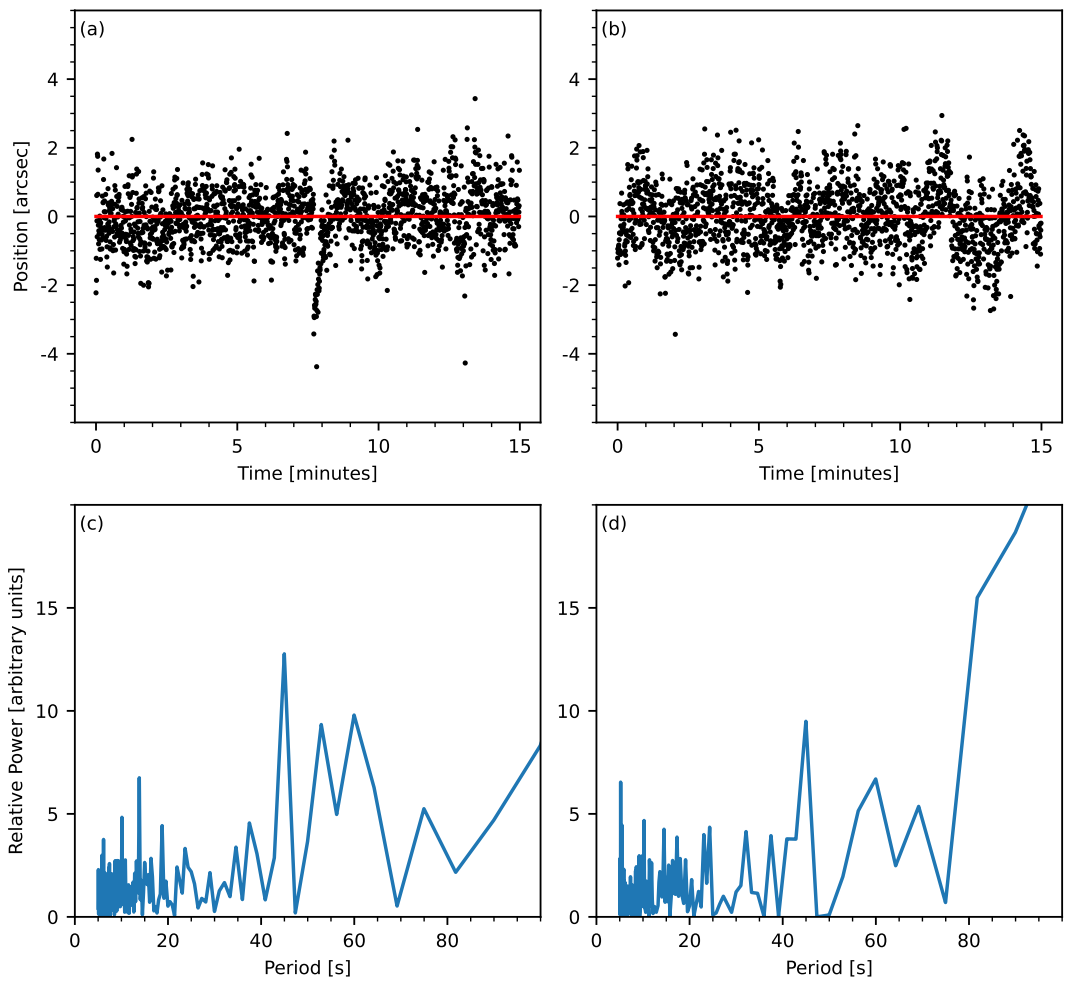 (a)
(b)
Position [arcsec]
4
2
0
-2
-4
4
2
0
-2
-4
0 5 10 15
0 5 10 15
Time [minutes]
Time [minutes]
(c)
(d)
Relative Power [arbitrary units]
15
10
5
0
15
10
5
0
0 20 40 60 80
0 20 40 60 80
Period [s]
Period [s]